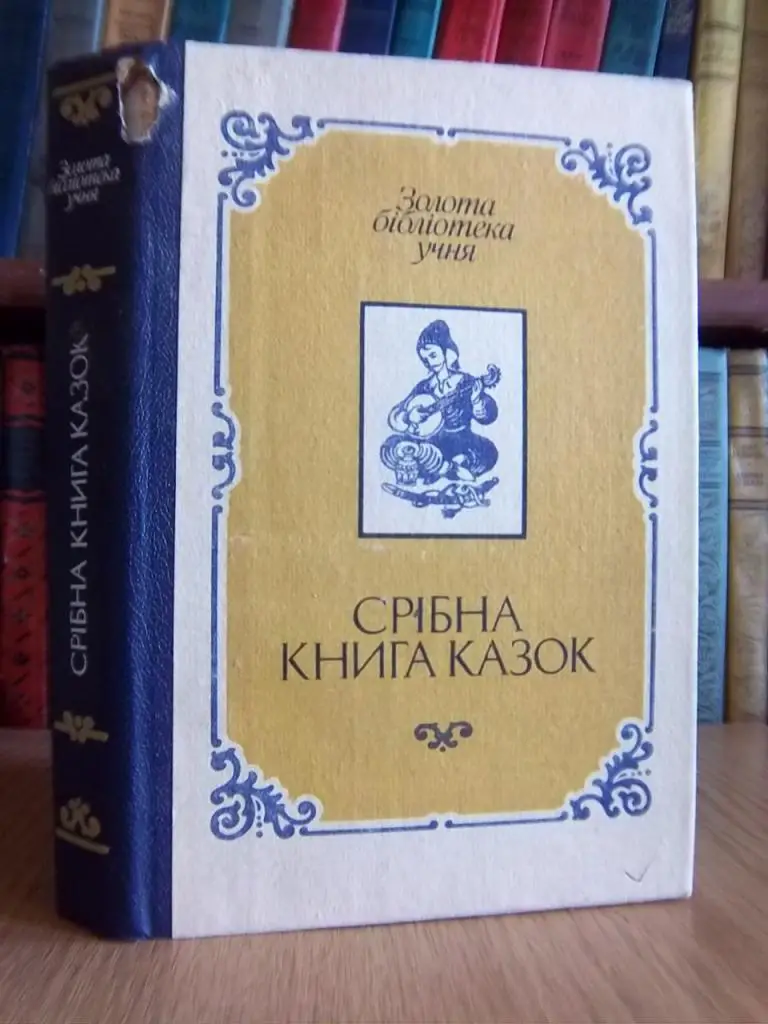 Золота
бібліотека
учня
СРІБНА КНИГА КАЗОК
Золота
бібліотека
учня
СРІБНА
КНИГА КАЗОК